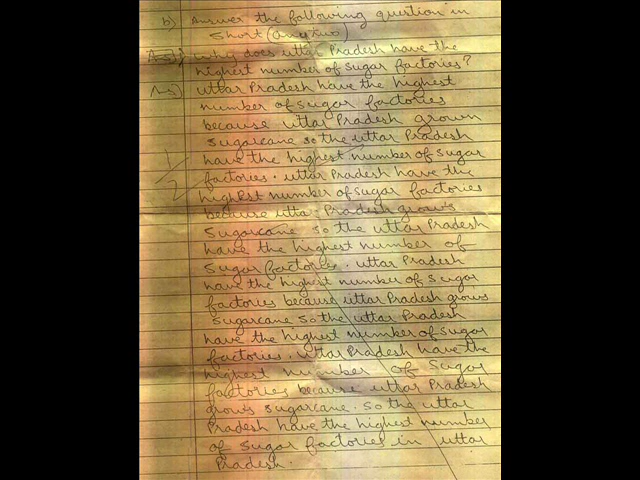 b) Answer the following question in
Short (any two)
Ans) i) why does uttar Pradesh have the
highest number of sugar factories?
Ans) uttar Pradesh have the highest
number of sugar factories
because uttar Pradesh grown
sugarcane so the uttar Pradesh
have the highest number of sugar
factories. uttar Pradesh have the
highest number of sugar factories
because uttar Pradesh grows
Sugarcane so the uttar Pradesh
have the highest number of
Sugar factories. uttar Pradesh
have the highest number of sugar
factories because uttar Pradesh grows
sugarcane so the uttar Pradesh
have the highest number of sugar
factories. uttar Pradesh have the
highest number of sugar
factories because uttar Pradesh
grows sugarcane. so the uttar
Pradesh have the highest number
of sugar factories in uttar
Pradesh.
1/2